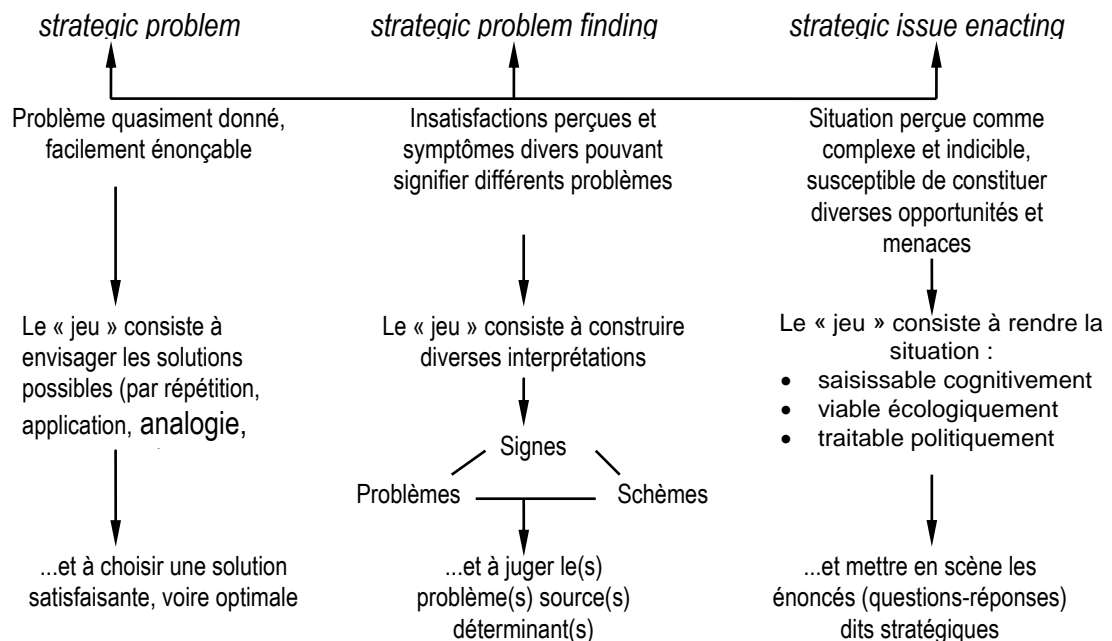 strategic problem
strategic problem finding
strategic issue enacting
Problème quasiment donné,
facilement énonçable
Insatisfactions perçues et
symptômes divers pouvant
signifier différents problèmes
Situation perçue comme
complexe et indicible,
susceptible de constituer
diverses opportunités et
menaces
Le « jeu » consiste à
envisager les solutions
possibles (par répétition,
application, analogie,
Le « jeu » consiste à construire
diverses interprétations
Signes
Problèmes
Schèmes
Le « jeu » consiste à rendre la
situation :
• saisissable cognitivement
• viable écologiquement
• traitable politiquement
...et à choisir une solution
satisfaisante, voire optimale
...et à juger le(s)
problème(s) source(s)
déterminant(s)
...et mettre en scène les
énoncés (questions-réponses)
dits stratégiques